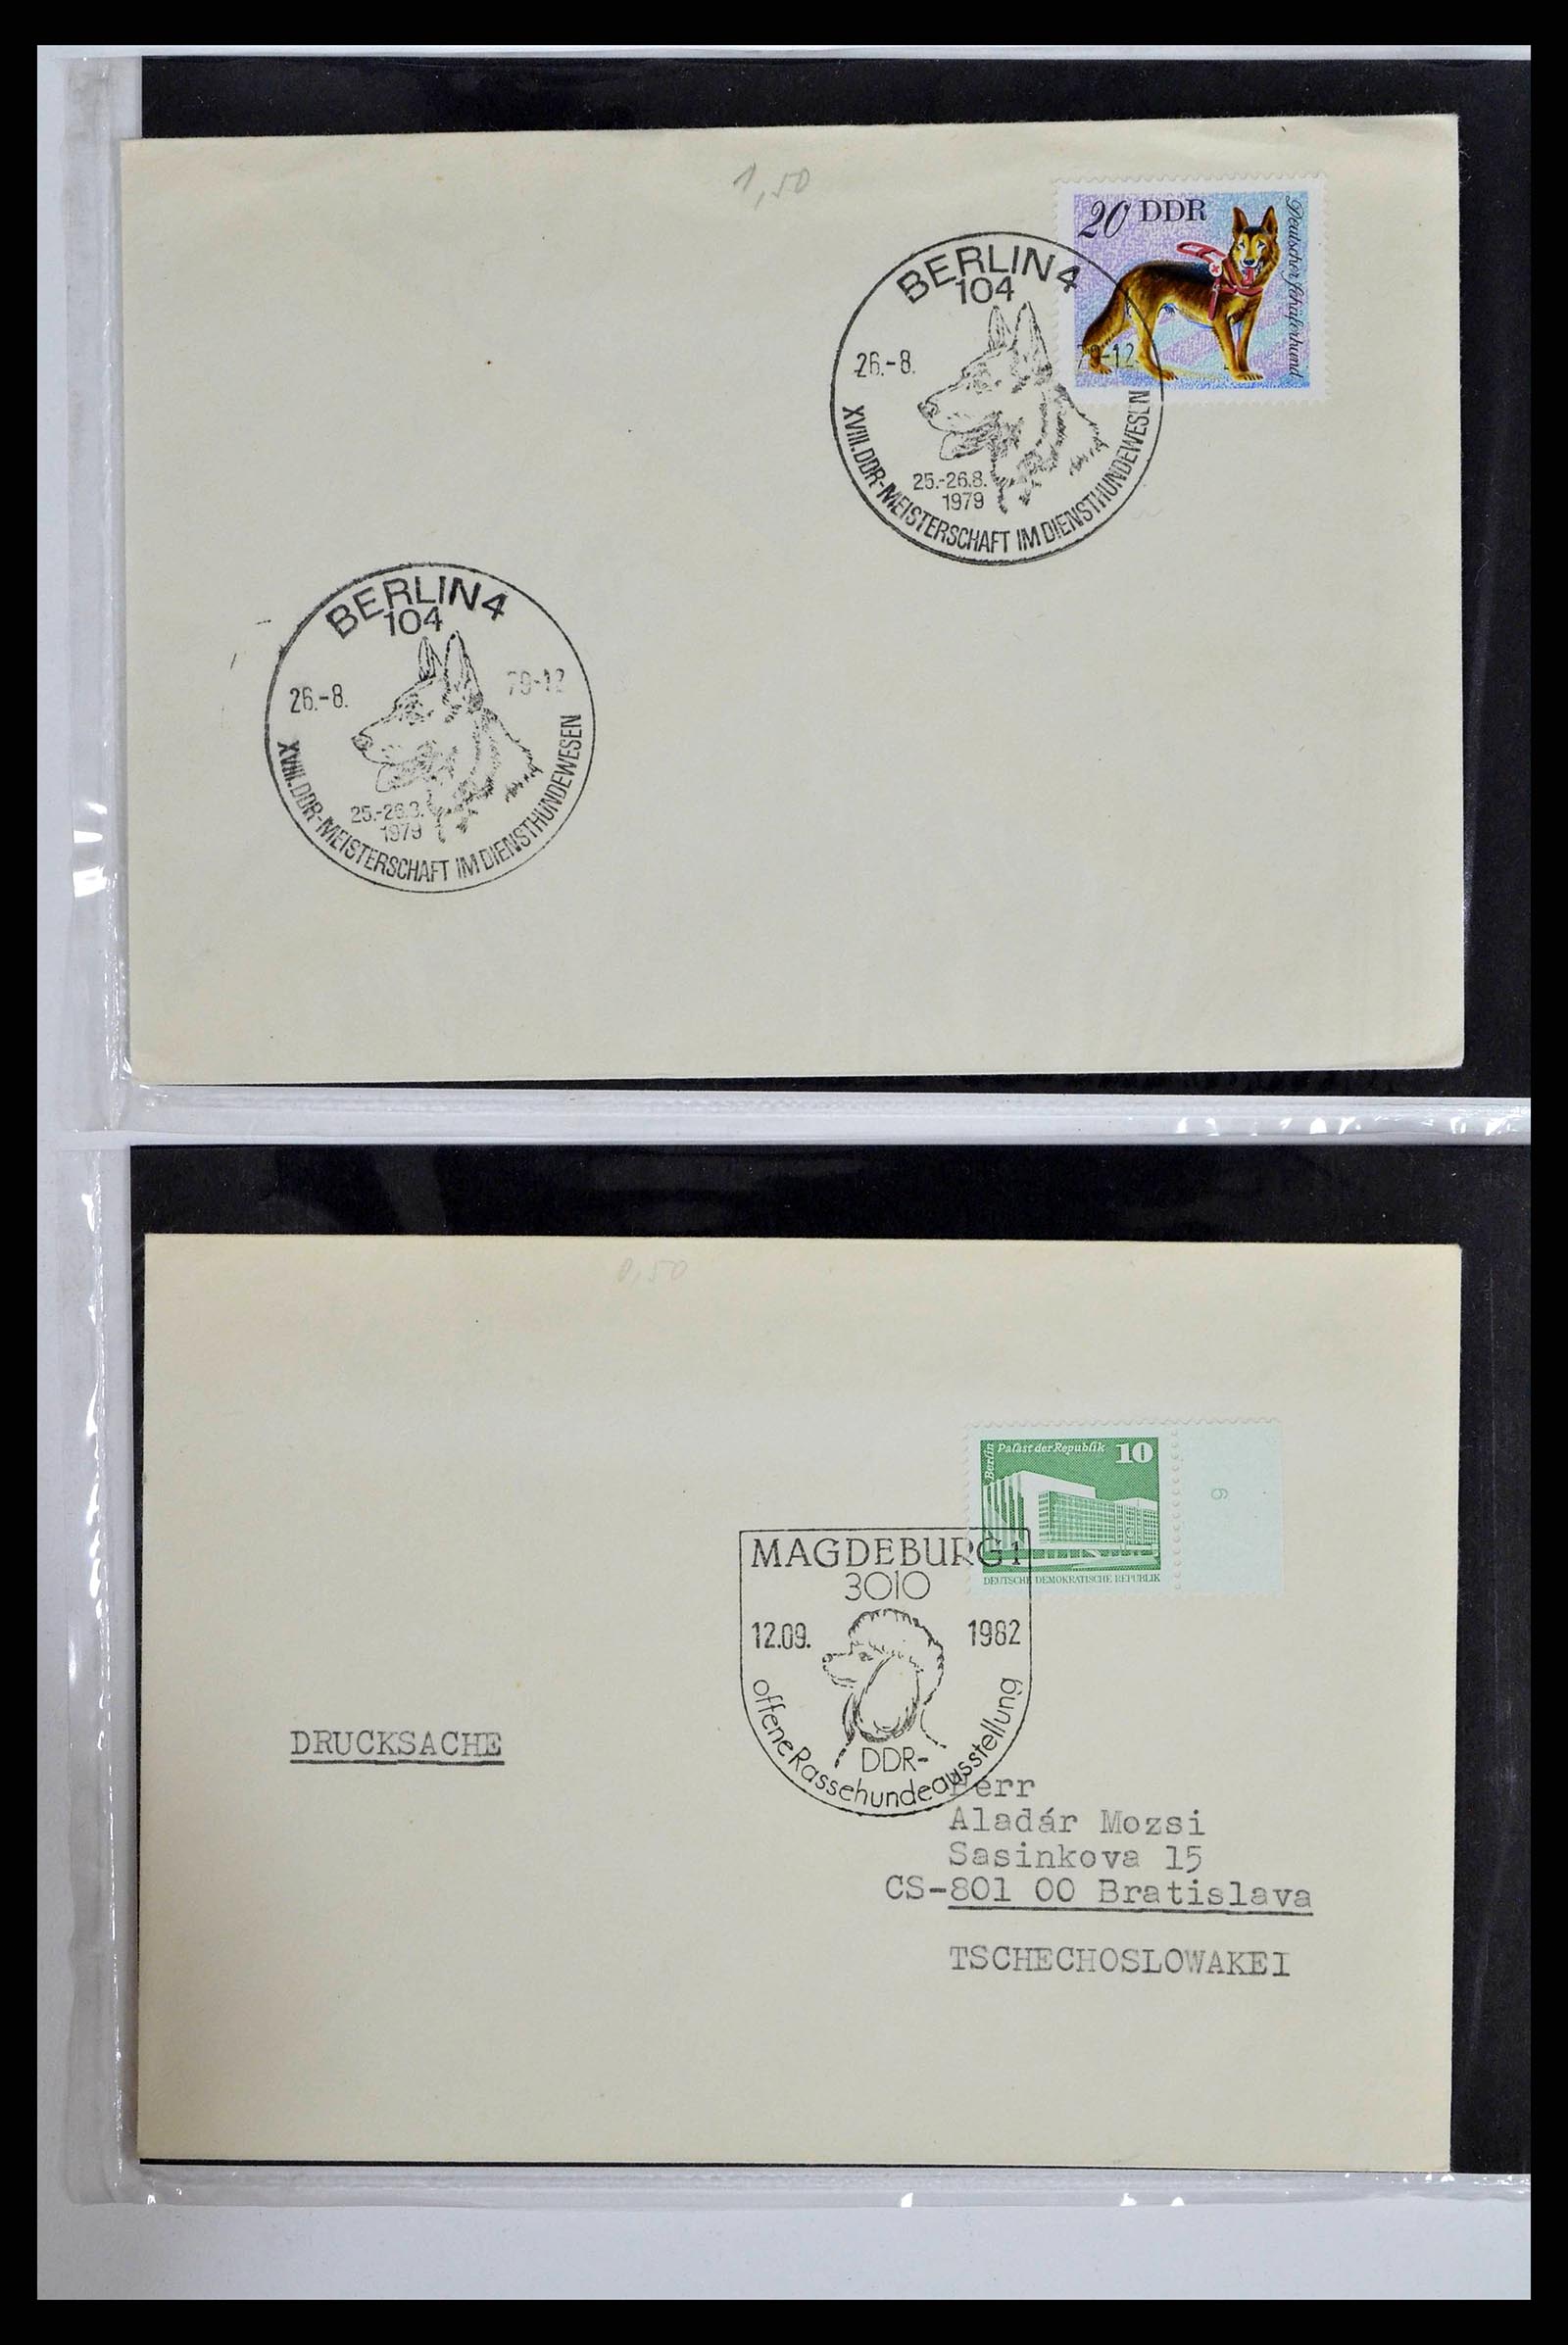 1,50
20 DDR
Deutscher Schäferhund
BERLIN 4
104
26.-8. 79-12
25.-26.8.
1979
XVIII. DDR-MEISTERSCHAFT IM DIENSTHUNDEWESEN
BERLIN 4
104
26.-8. 79-12
25.-26.8.
1979
XVIII. DDR-MEISTERSCHAFT IM DIENSTHUNDEWESEN
0,50
Berlin Palast der Republik 10
DEUTSCHE DEMOKRATISCHE REPUBLIK
MAGDEBURG 1
3010
12.09. 1982
DDR-
offene Rassehundeausstellung
DRUCKSACHE
Herr
Aladár Mozsi
Sasinkova 15
CS-801 00 Bratislava
TSCHECHOSLOWAKEI